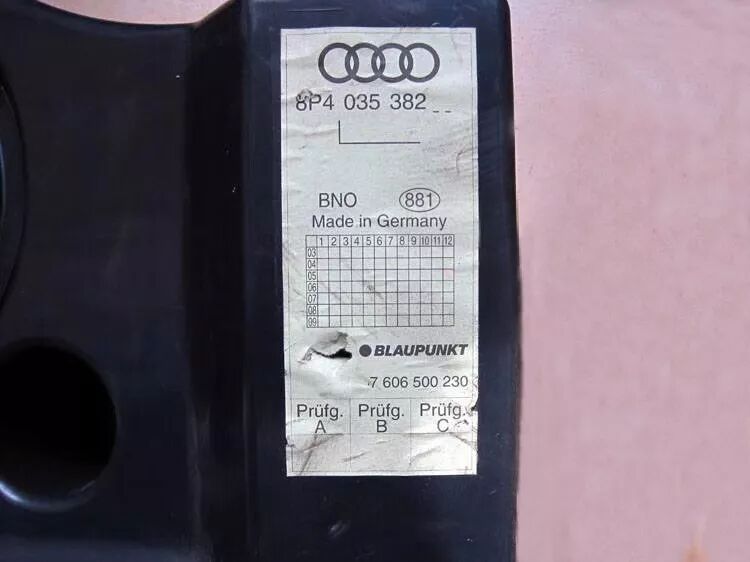 8P4 035 382 _ _
BNO 881
Made in Germany
1 2 3 4 5 6 7 8 9 10 11 12
03
04
05
06
07
08
09
BLAUPUNKT
7 606 500 230
Prüfg. Prüfg. Prüfg.
A B C